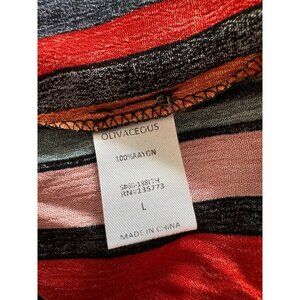 OLIVACEOUS
100%RAYON
RN#135773
L
MADE IN CHINA